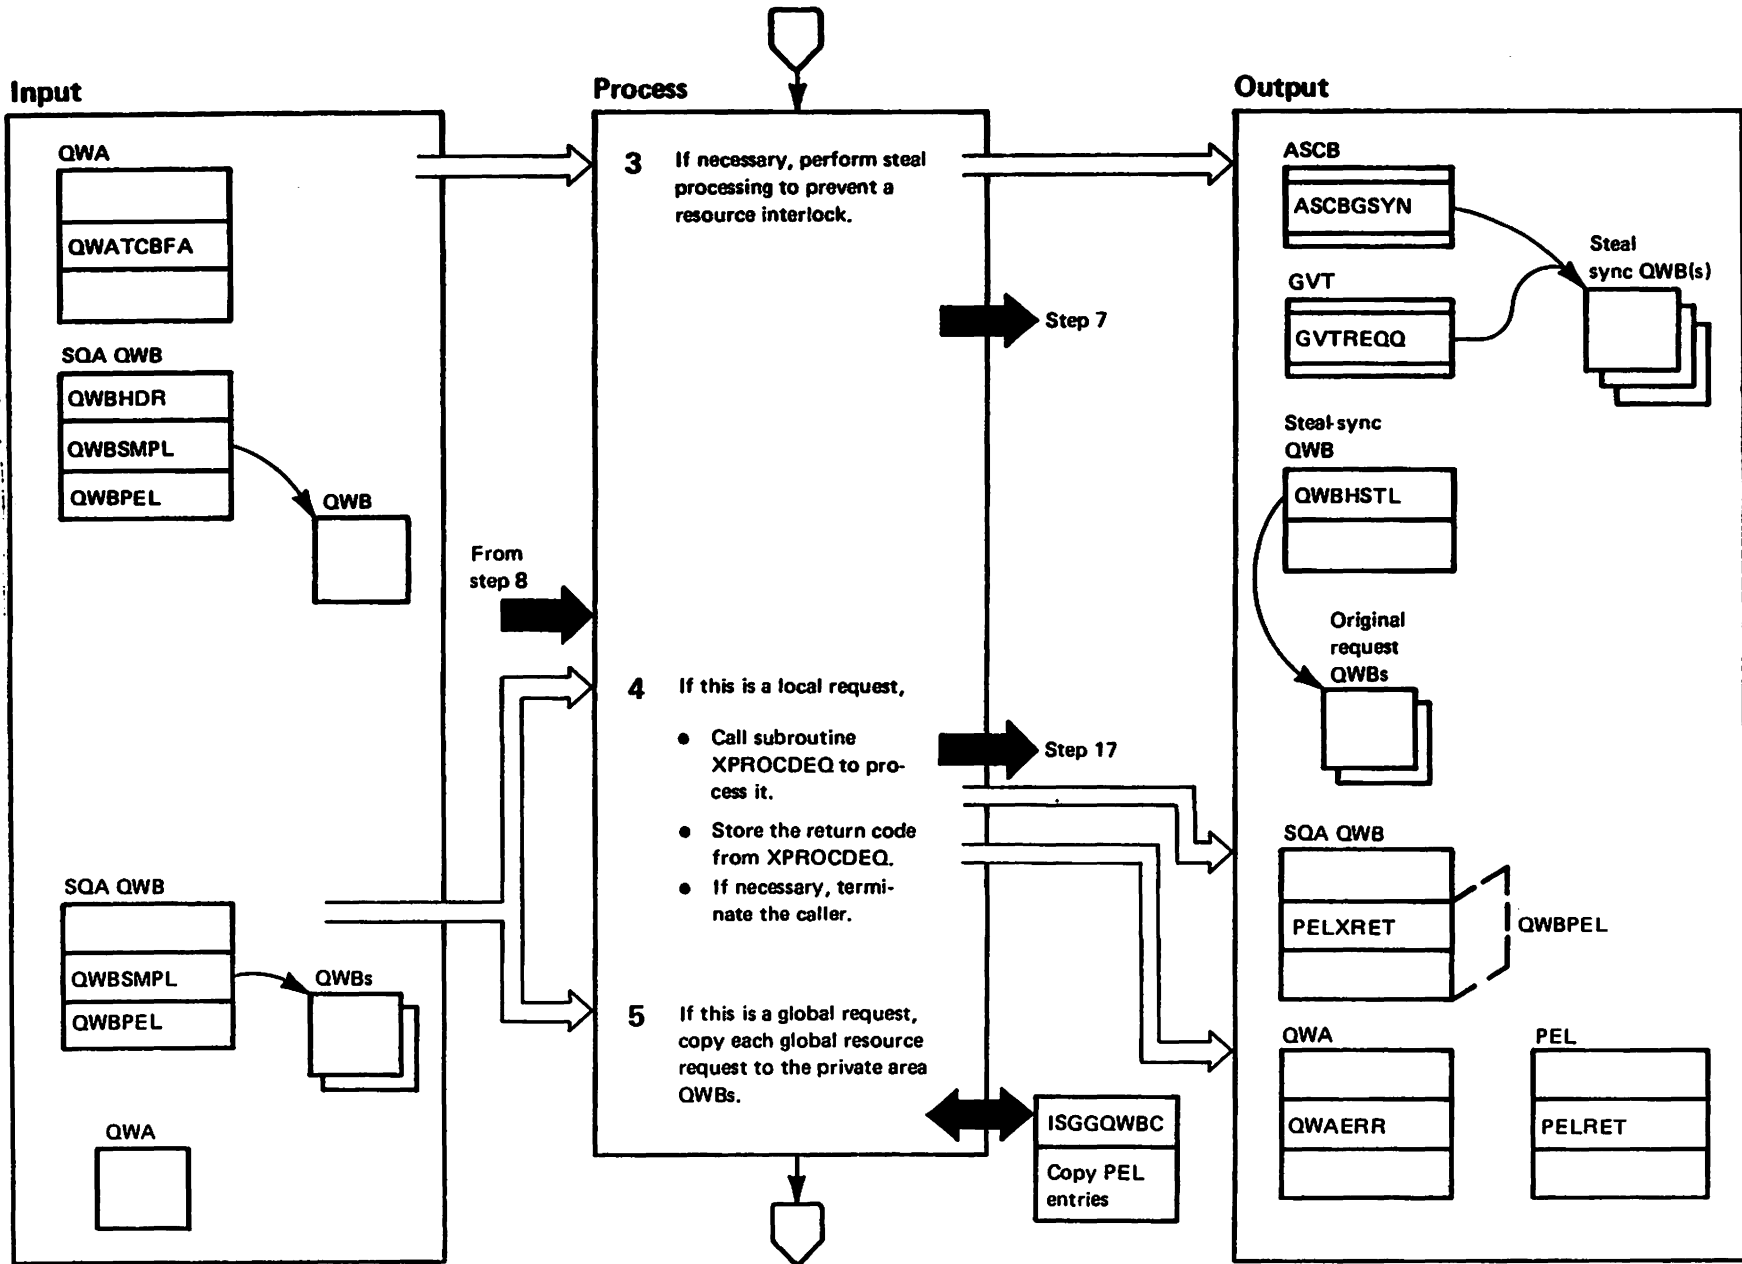 Input
QWA
QWATCBFA
SQA QWB
QWBHDR
QWBSMPL
QWBPEL
QWB
From
step 8
SQA QWB
QWBSMPL
QWBPEL
QWBs
QWA
Process
3 If necessary, perform steal
processing to prevent a
resource interlock.
Step 7
4 If this is a local request,
● Call subroutine
XPROCDEQ to pro-
cess it.
Step 17
● Store the return code
from XPROCDEQ.
● If necessary, termi-
nate the caller.
5 If this is a global request,
copy each global resource
request to the private area
QWBs.
ISGGQWBC
Copy PEL
entries
Output
ASCB
ASCBGSYN
Steal
sync QWB(s)
GVT
GVTREQQ
Steal-sync
QWB
QWBHSTL
Original
request
QWBs
SQA QWB
PELXRET
QWBPEL
QWA
QWAERR
PEL
PELRET